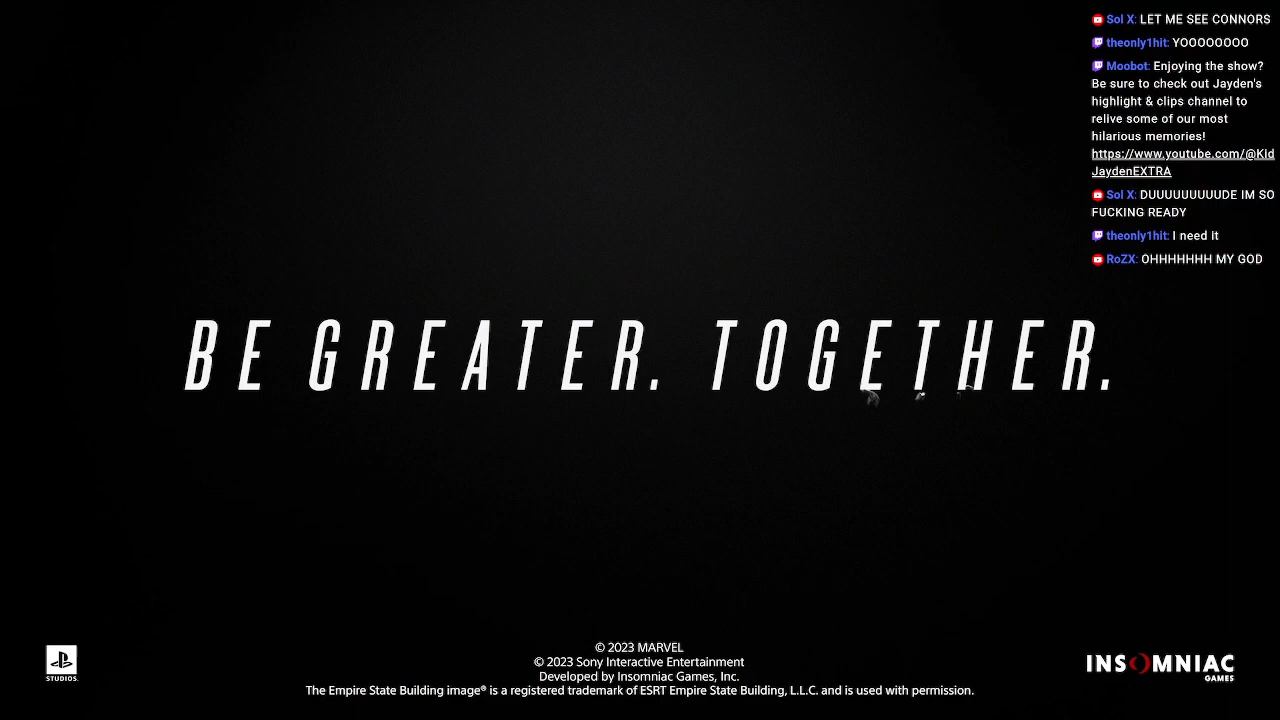 Sol X: LET ME SEE CONNORS
theonly1hit: YOOOOOOOO
Moobot: Enjoying the show?
Be sure to check out Jayden's
highlight & clips channel to
relive some of our most
hilarious memories!
https://www.youtube.com/@KId
JaydenEXTRA
Sol X: DUUUUUUUUUDE IM SO
FUCKING READY
theonly1hit: I need it
RoZX: OHHHHHHH MY GOD
BE GREATER. TOGETHER.
STUDIOS.
© 2023 MARVEL
© 2023 Sony Interactive Entertainment
Developed by Insomniac Games, Inc.
The Empire State Building image® is a registered trademark of ESRT Empire State Building, L.L.C. and is used with permission.
INSOMNIAC
GAMES